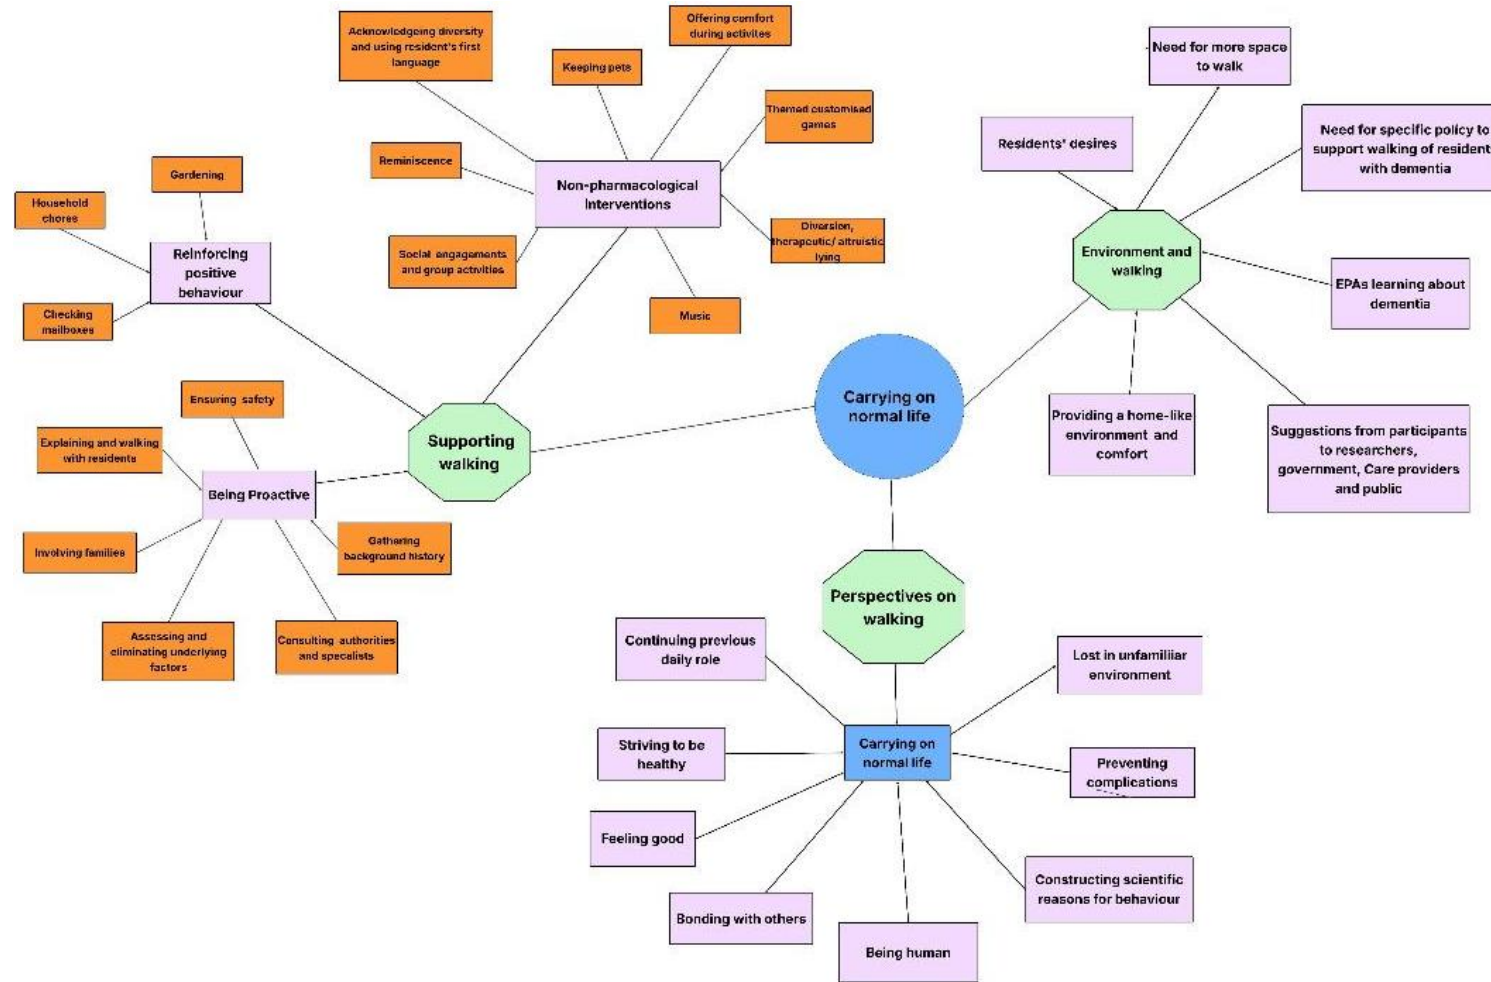 Acknowledgeing diversity
and using resident's first
language
Offering comfort
during activites
Keeping pets
Themed customised
games
Reminiscence
Non-pharmacological
Interventions
Social engagements
and group activities
Diversion,
therapeutic/ altruistic
lying
Music
Gardening
Household
chores
Reinforcing
positive
behaviour
Checking
mailboxes
Need for more space
to walk
Residents' desires
Need for specific policy to
support walking of residents
with dementia
Environment and
walking
EPAs learning about
dementia
Providing a home-like
environment and
comfort
Suggestions from participants
to researchers,
government, Care providers
and public
Carrying on
normal life
Supporting
walking
Ensuring safety
Explaining and walking
with residents
Being Proactive
Involving families
Gathering
background history
Assessing and
eliminating underlying
factors
Consulting authorities
and specalists
Perspectives on
walking
Continuing previous
daily role
Lost in unfamiliiar
environment
Striving to be
healthy
Carrying on
normal life
Preventing
complications
Feeling good
Constructing scientific
reasons for behaviour
Bonding with others
Being human